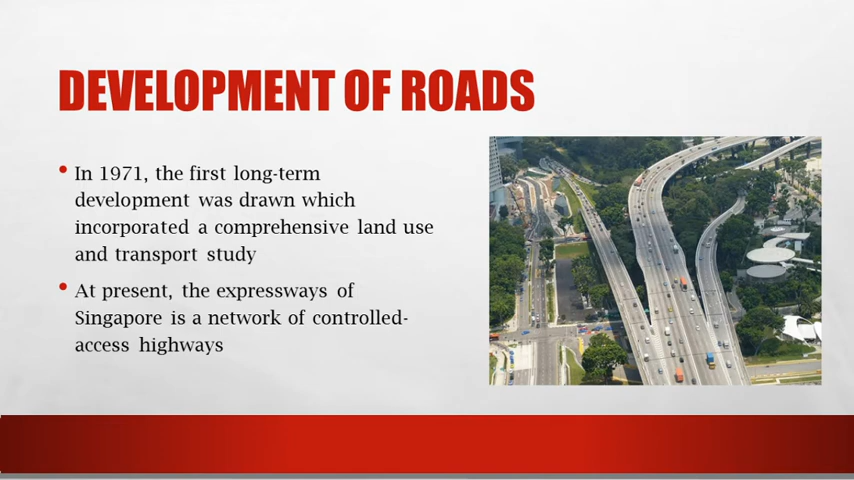 DEVELOPMENT OF ROADS
• In 1971, the first long-term
development was drawn which
incorporated a comprehensive land use
and transport study
• At present, the expressways of
Singapore is a network of controlled-
access highways